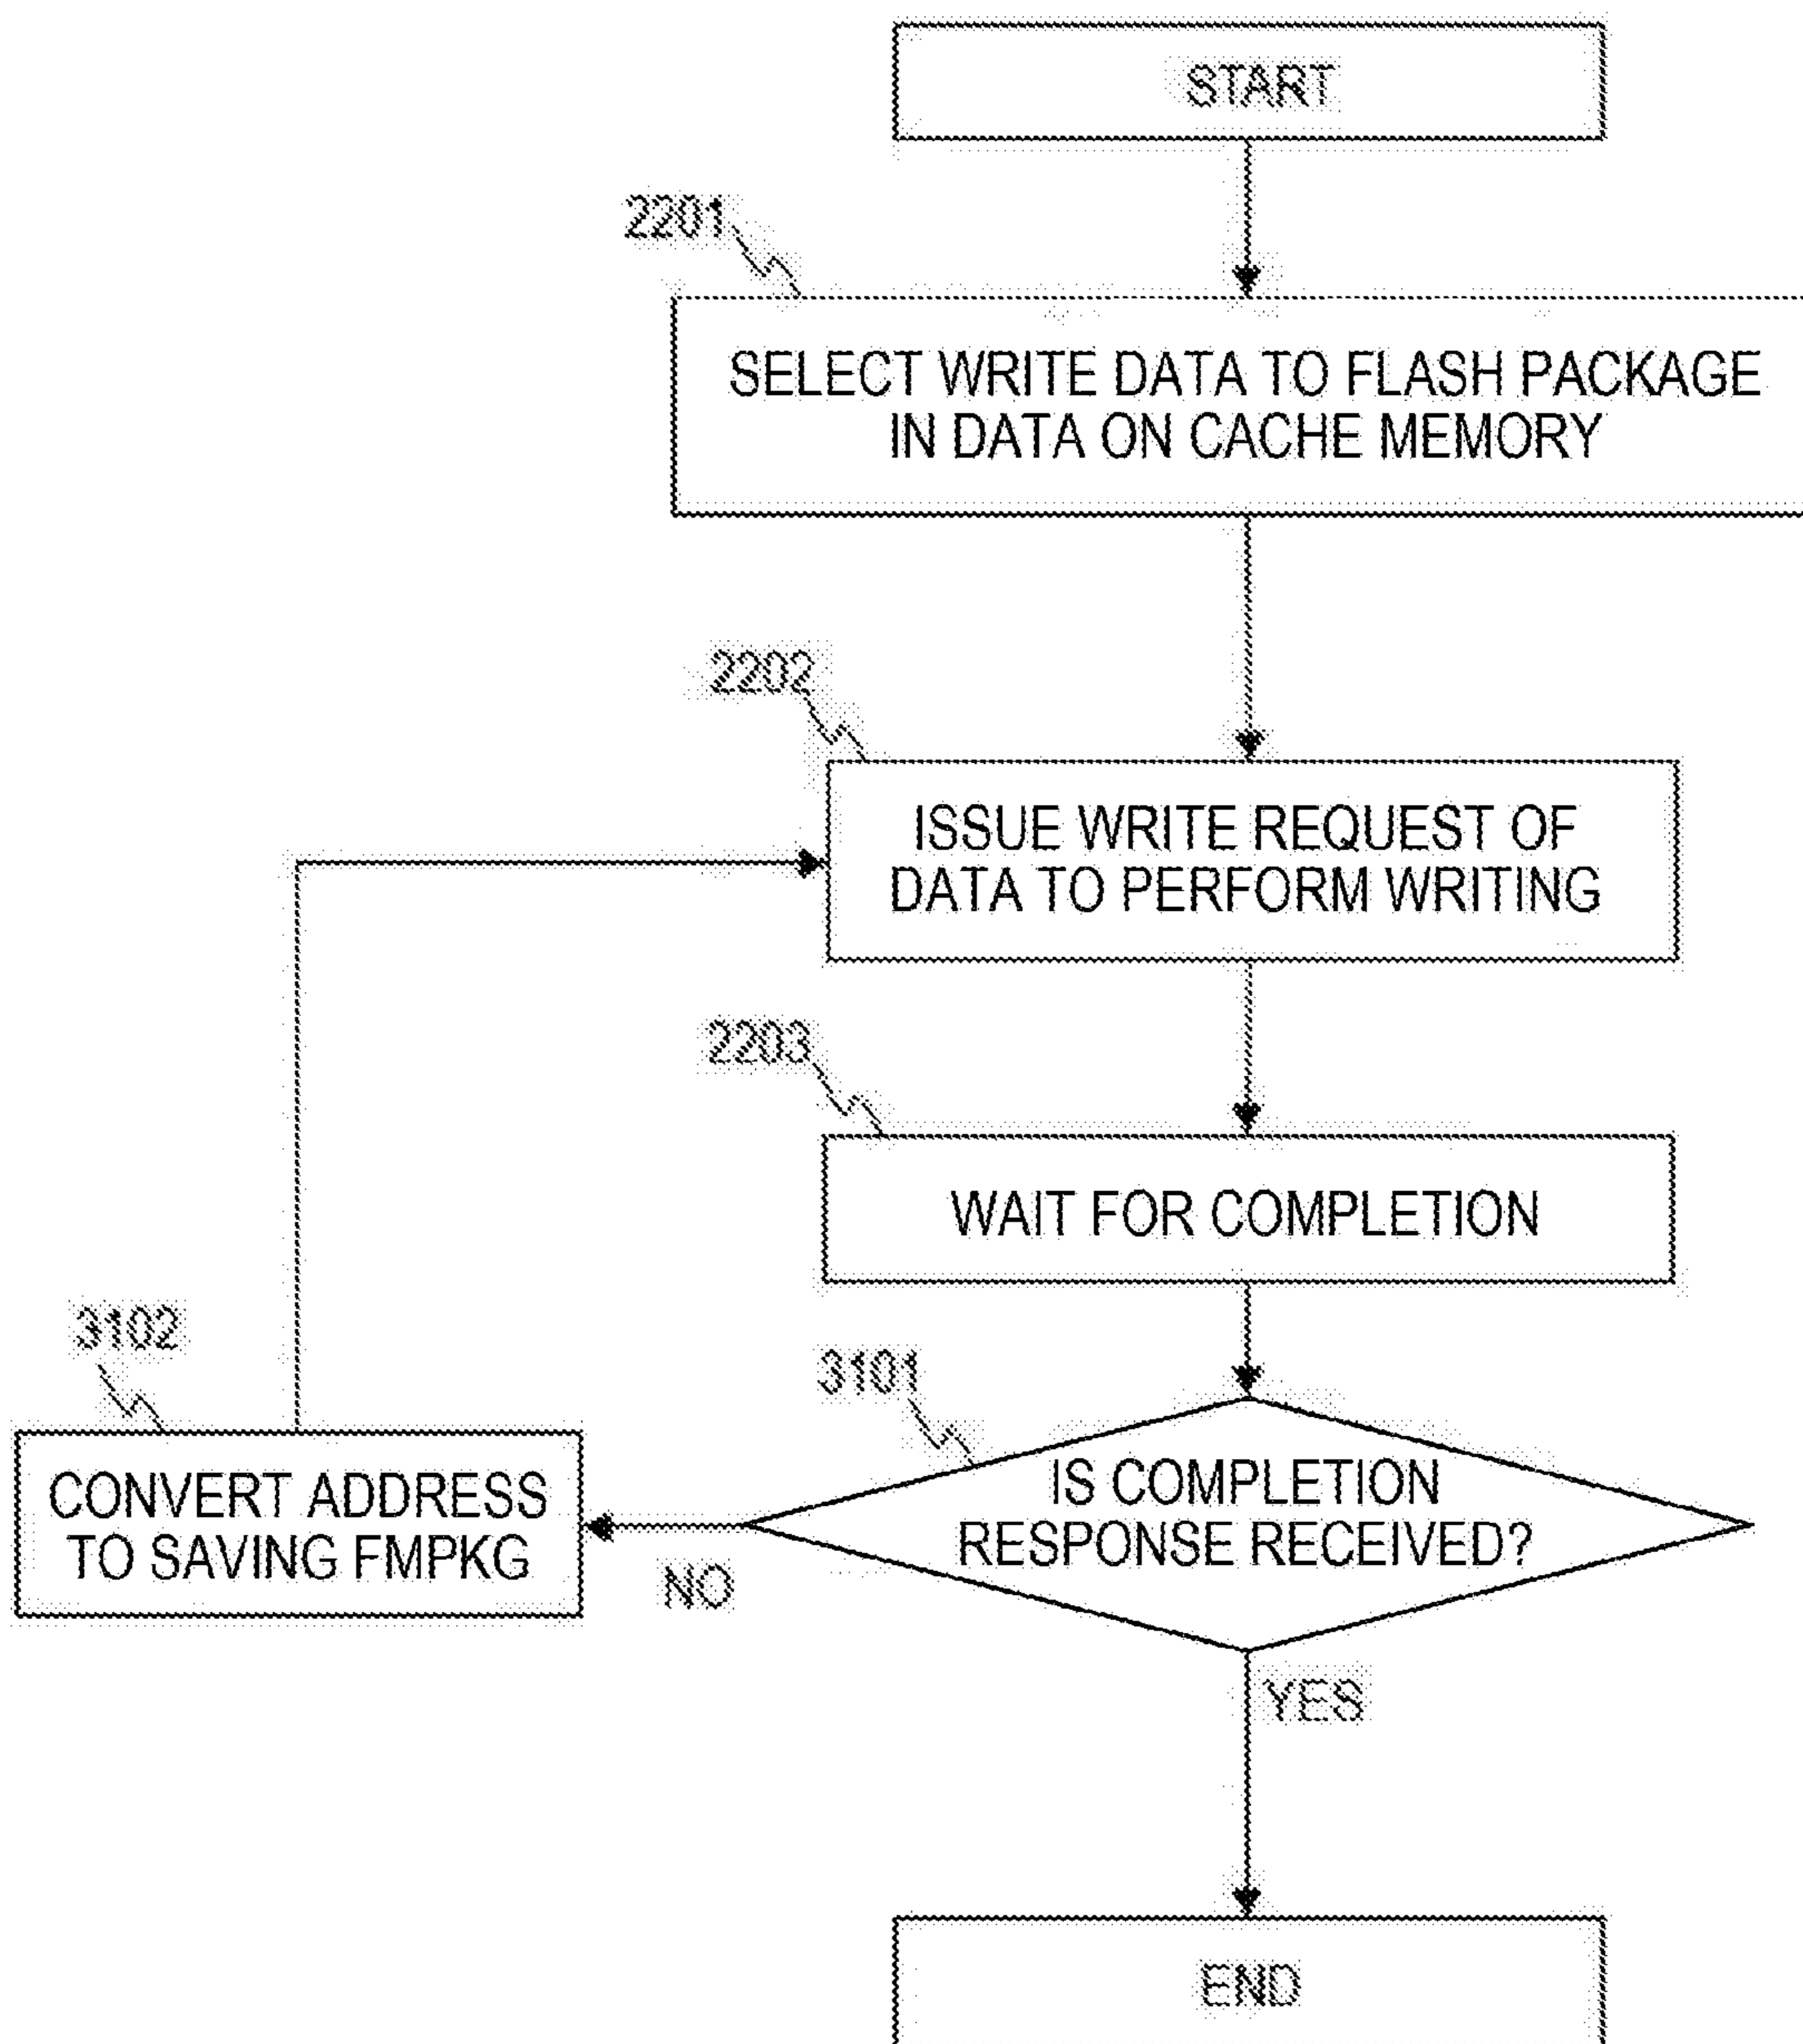 START
2201
SELECT WRITE DATA TO FLASH PACKAGE
IN DATA ON CACHE MEMORY
2202
ISSUE WRITE REQUEST OF
DATA TO PERFORM WRITING
2203
WAIT FOR COMPLETION
3102
3101
CONVERT ADDRESS
TO SAVING FMPKG
IS COMPLETION
RESPONSE RECEIVED?
NO
YES
END